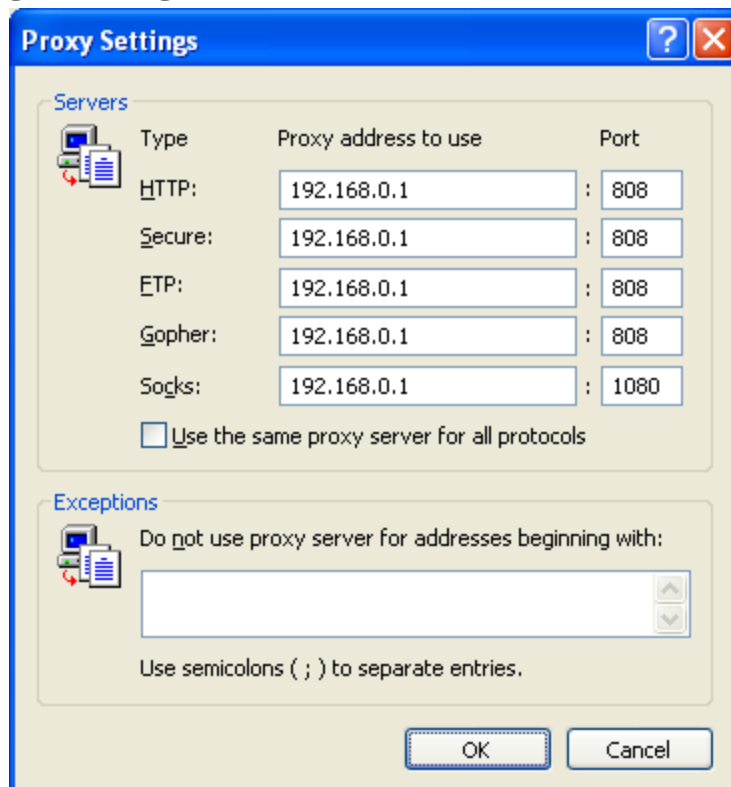 Proxy Settings
Servers
Type Proxy address to use Port
HTTP: 192.168.0.1 : 808
Secure: 192.168.0.1 : 808
FTP: 192.168.0.1 : 808
Gopher: 192.168.0.1 : 808
Socks: 192.168.0.1 : 1080
Use the same proxy server for all protocols
Exceptions
Do not use proxy server for addresses beginning with:
Use semicolons ( ; ) to separate entries.
OK Cancel